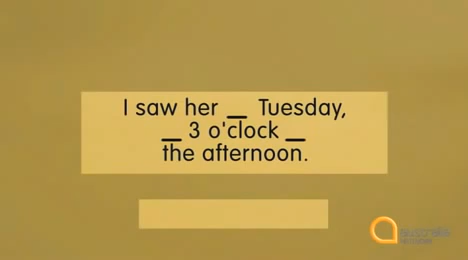 I saw her __ Tuesday,
__ 3 o'clock __
the afternoon.